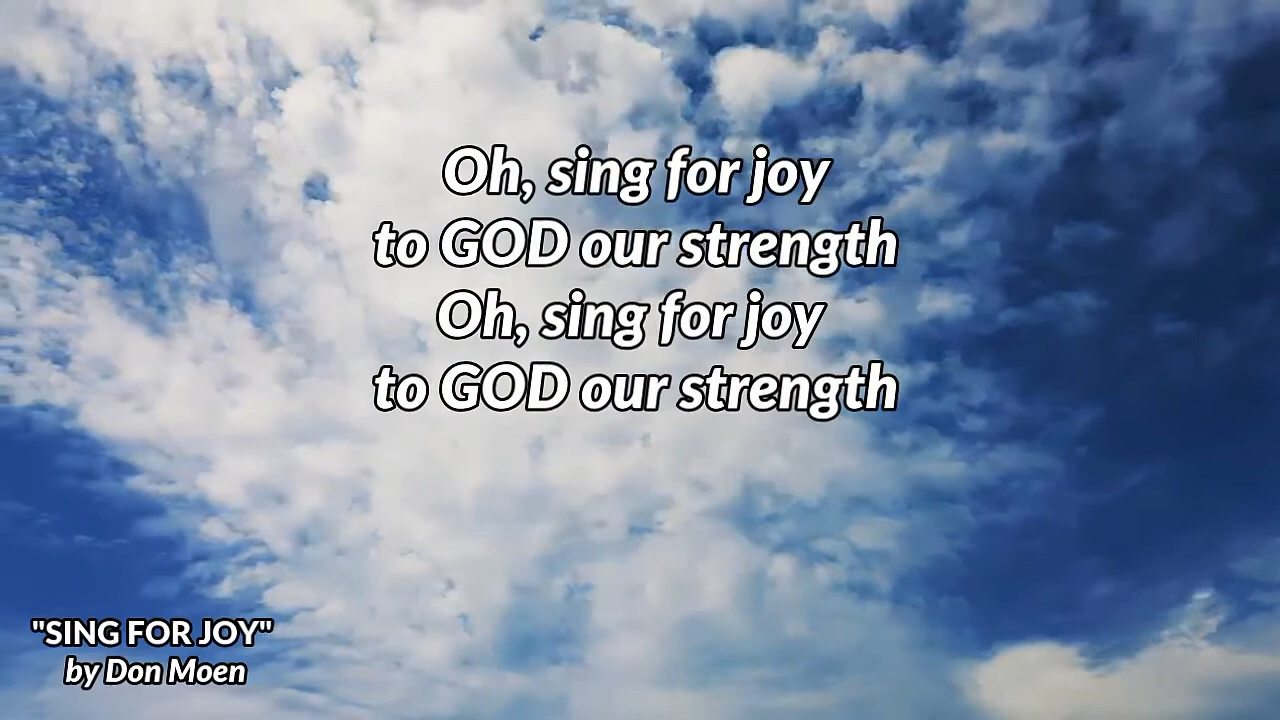 Oh, sing for joy
to GOD our strength
Oh, sing for joy
to GOD our strength
"SING FOR JOY"
by Don Moen